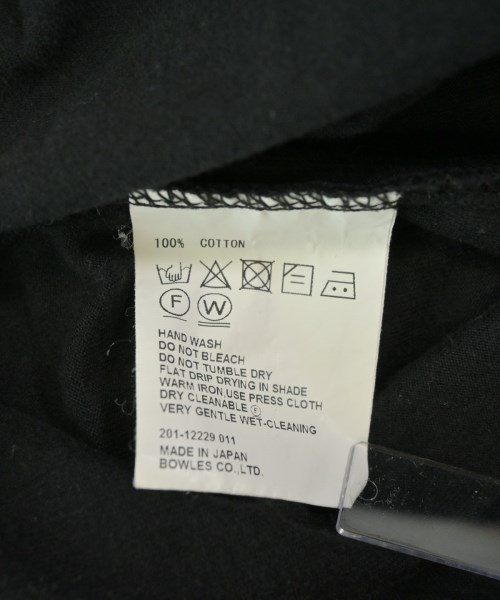 100% COTTON
F W
HAND WASH
DO NOT BLEACH
DO NOT TUMBLE DRY
FLAT DRIP DRYING IN SHADE
WARM IRON.USE PRESS CLOTH
DRY CLEANABLE Ⓕ
VERY GENTLE WET-CLEANING
201-12229 011
MADE IN JAPAN
BOWLES CO.,LTD.